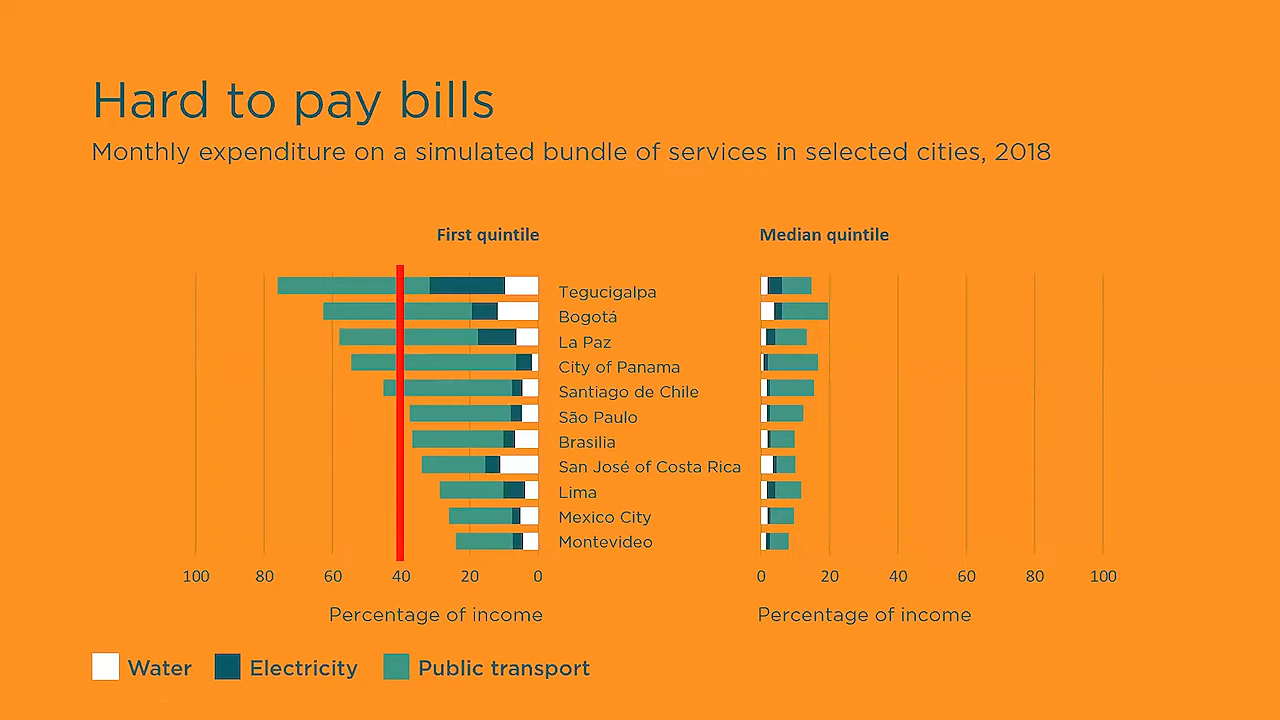 Hard to pay bills
Monthly expenditure on a simulated bundle of services in selected cities, 2018
First quintile
Median quintile
Tegucigalpa
Bogotá
La Paz
City of Panama
Santiago de Chile
São Paulo
Brasilia
San José of Costa Rica
Lima
Mexico City
Montevideo
100 80 60 40 20 0
0 20 40 60 80 100
Percentage of income
Percentage of income
Water Electricity Public transport